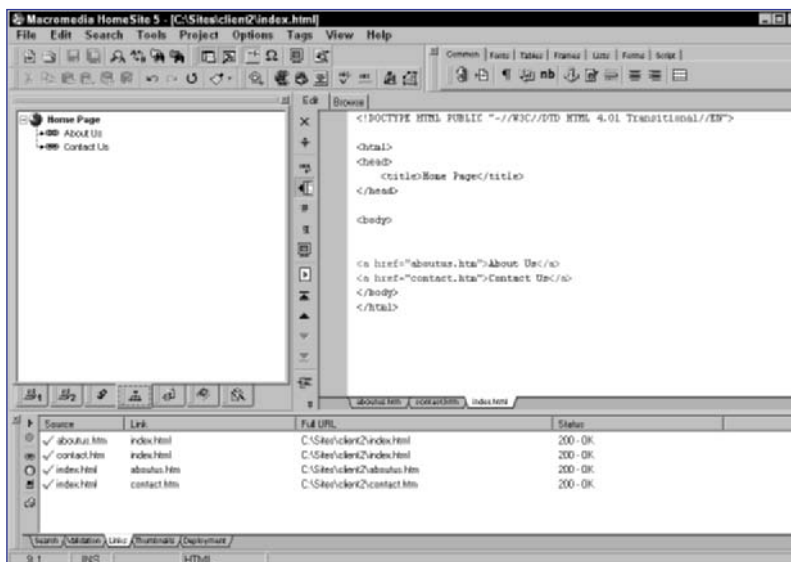 Macromedia HomeSite 5 - [C:\Sites\client2\index.html]
File Edit Search Tools Project Options Tags View Help
Common Fonts Tables Frames Lists Forms Script
nb
Edit Browse
Home Page
About Us
Contact Us
<!DOCTYPE HTML PUBLIC "-//W3C//DTD HTML 4.01 Transitional//EN">
<html>
<head>
<title>Home Page</title>
</head>
<body>
<a href="aboutus.htm">About Us</a>
<a href="contact.htm">Contact Us</a>
</body>
</html>
aboutus.htm contact.htm index.html
Source Link Full URL Status
aboutus.htm index.html C:\Sites\client2\index.html 200 - OK
contact.htm index.html C:\Sites\client2\index.html 200 - OK
index.html aboutus.htm C:\Sites\client2\aboutus.htm 200 - OK
index.html contact.htm C:\Sites\client2\contact.htm 200 - OK
Search Validation Links Thumbnails Deployment
INS HTML